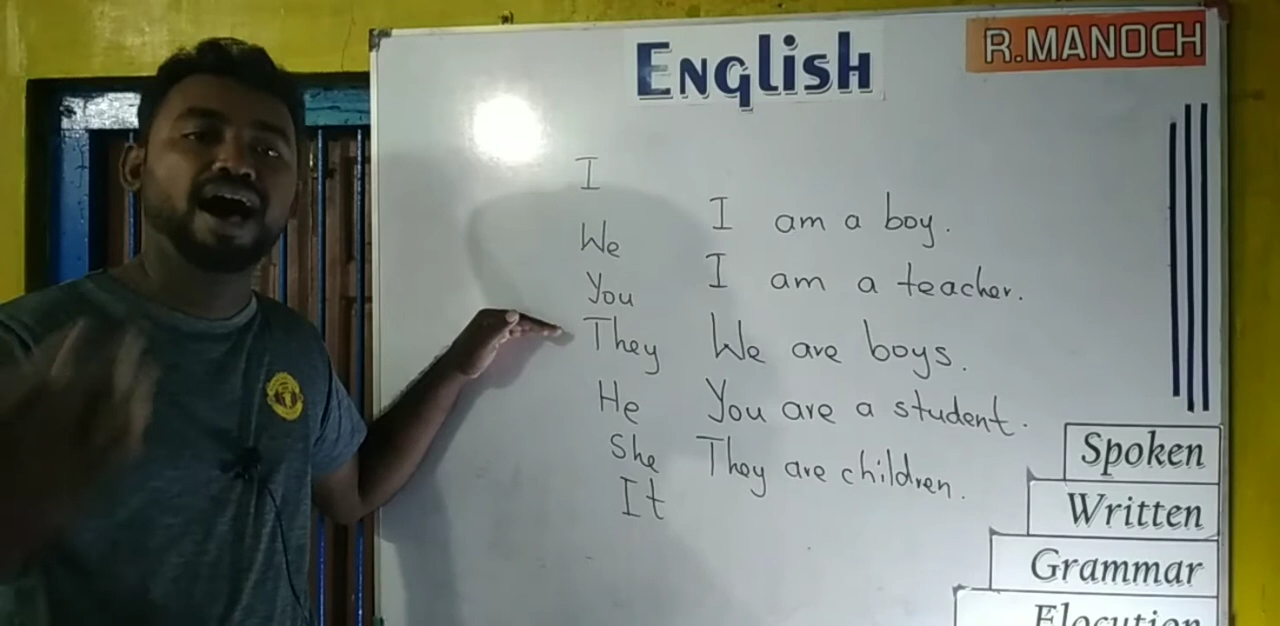 English
R.MANOCH
I
We
You
They
He
She
It
I am a boy.
I am a teacher.
We are boys.
You are a student.
They are children.
Spoken
Written
Grammar
Elocution